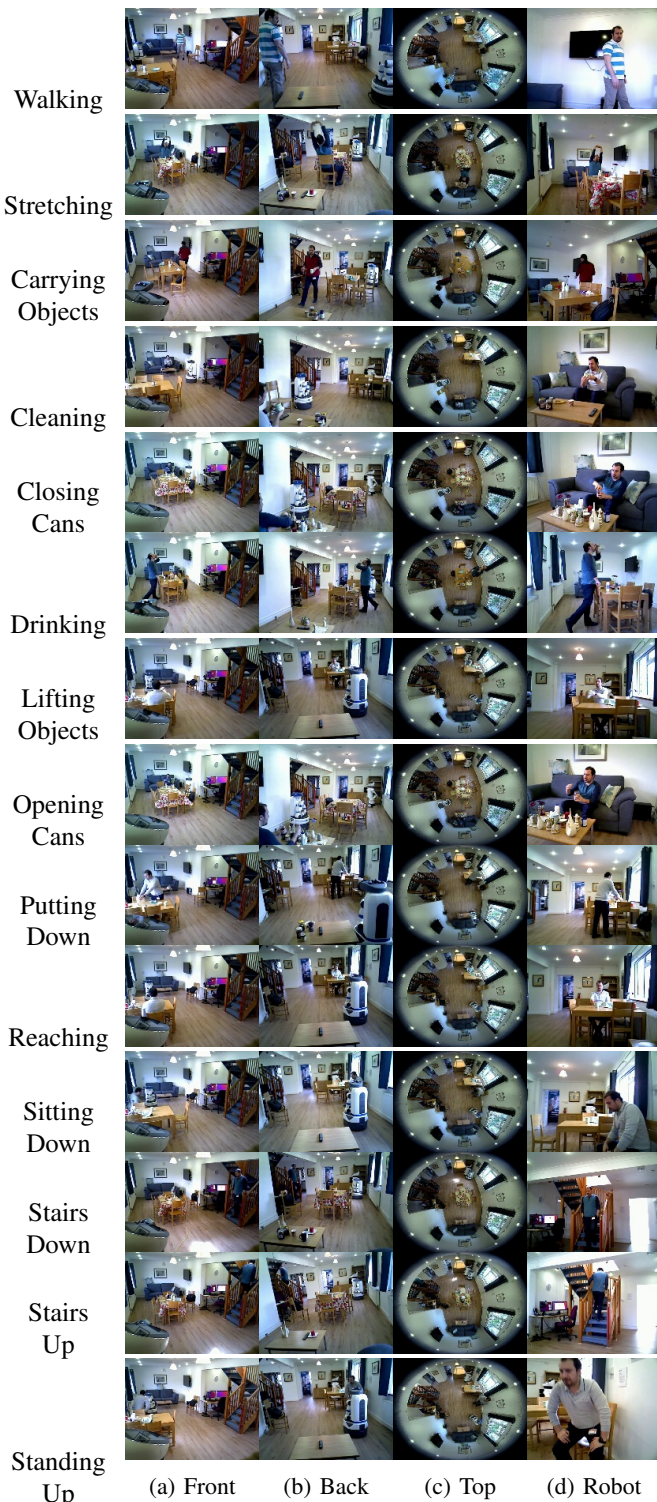 Walking
Stretching
Carrying
Objects
Cleaning
Closing
Cans
Drinking
Lifting
Objects
Opening
Cans
Putting
Down
Reaching
Sitting
Down
Stairs
Down
Stairs
Up
Standing
Up
(a) Front (b) Back (c) Top (d) Robot